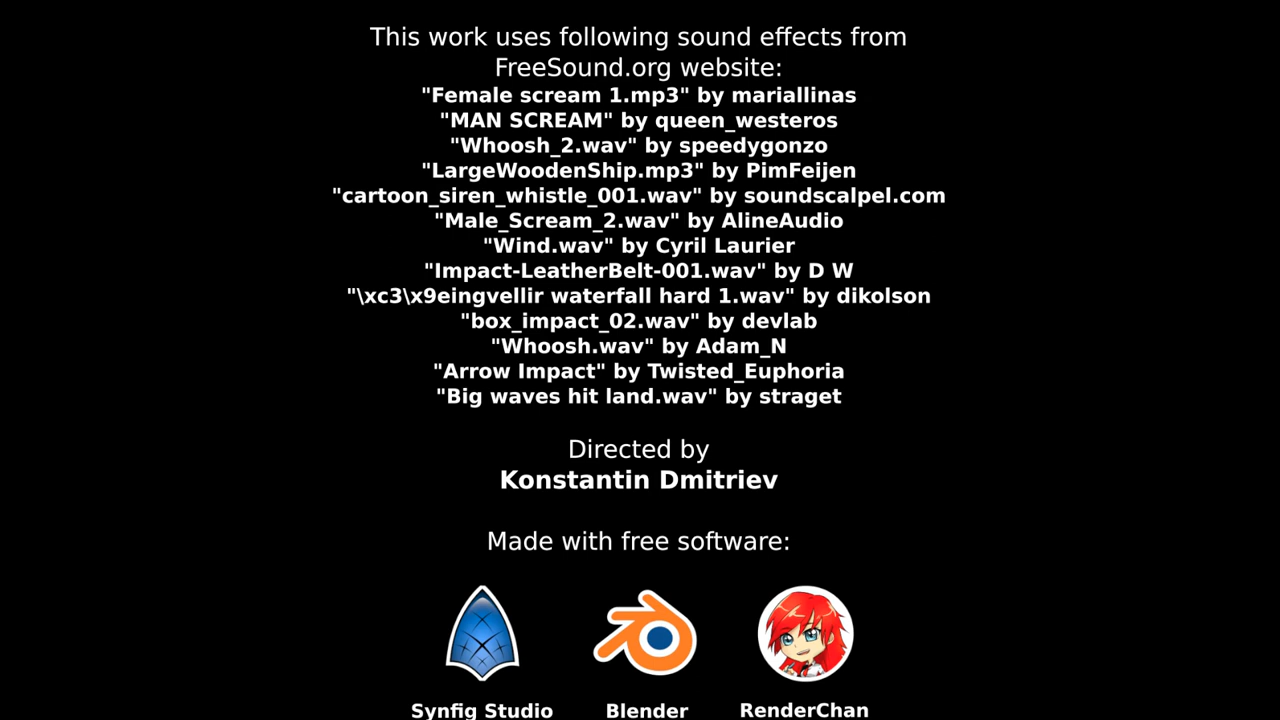 This work uses following sound effects from
FreeSound.org website:
"Female scream 1.mp3" by mariallinas
"MAN SCREAM" by queen_westeros
"Whoosh_2.wav" by speedygonzo
"LargeWoodenShip.mp3" by PimFeijen
"cartoon_siren_whistle_001.wav" by soundscalpel.com
"Male_Scream_2.wav" by AlineAudio
"Wind.wav" by Cyril Laurier
"Impact-LeatherBelt-001.wav" by D W
"\xc3\x9eingvellir waterfall hard 1.wav" by dikolson
"box_impact_02.wav" by devlab
"Whoosh.wav" by Adam_N
"Arrow Impact" by Twisted_Euphoria
"Big waves hit land.wav" by straget
Directed by
Konstantin Dmitriev
Made with free software:
Synfig Studio Blender RenderChan